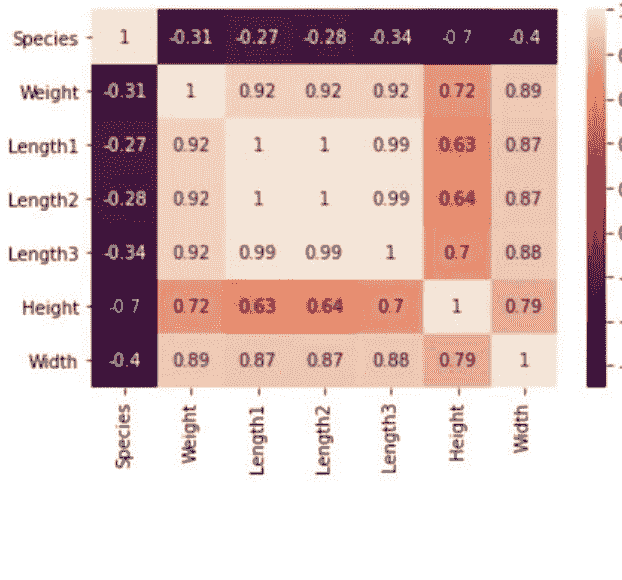 Species 1 -0.31 -0.27 -0.28 -0.34 -0.7 -0.4
Weight -0.31 1 0.92 0.92 0.92 0.72 0.89
Length1 -0.27 0.92 1 1 0.99 0.63 0.87
Length2 -0.28 0.92 1 1 0.99 0.64 0.87
Length3 -0.34 0.92 0.99 0.99 1 0.7 0.88
Height -0.7 0.72 0.63 0.64 0.7 1 0.79
Width -0.4 0.89 0.87 0.87 0.88 0.79 1
Species Weight Length1 Length2 Length3 Height Width